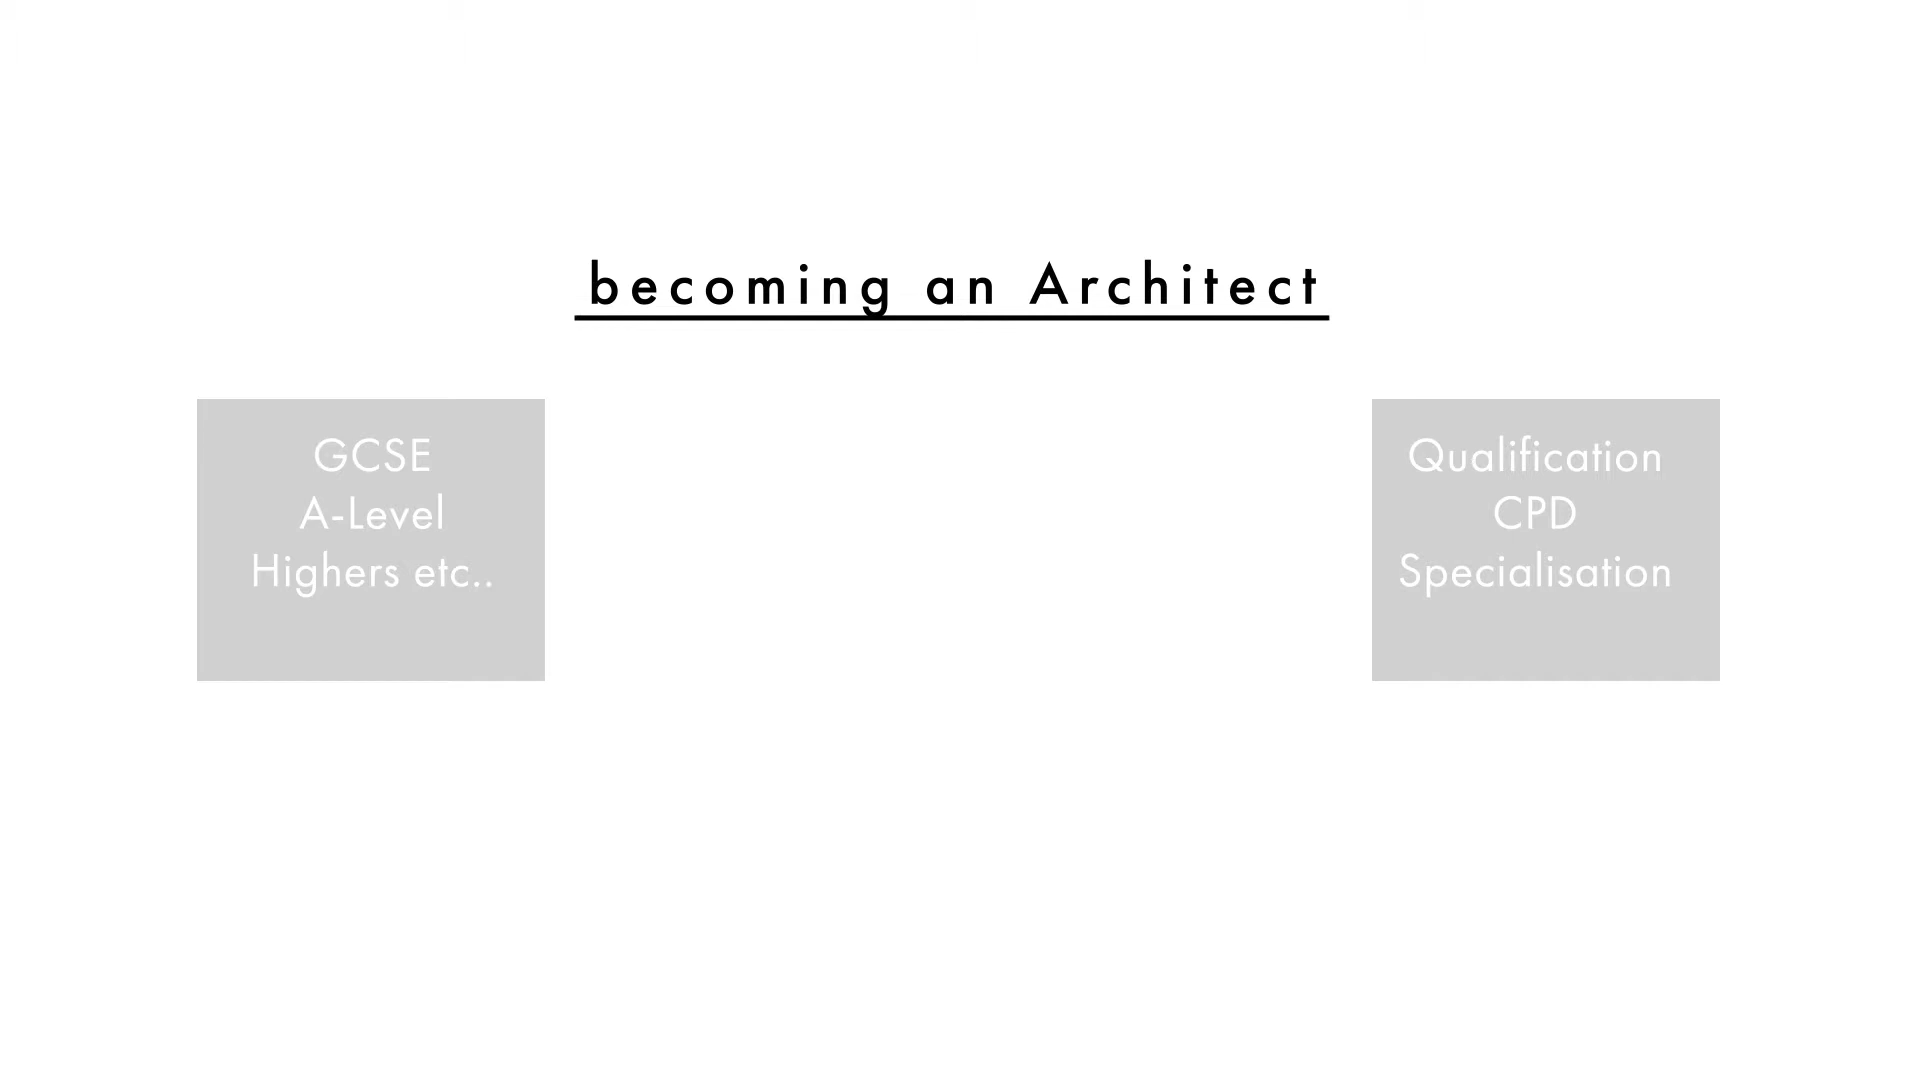 becoming an Architect
GCSE
A-Level
Highers etc..
Qualification
CPD
Specialisation